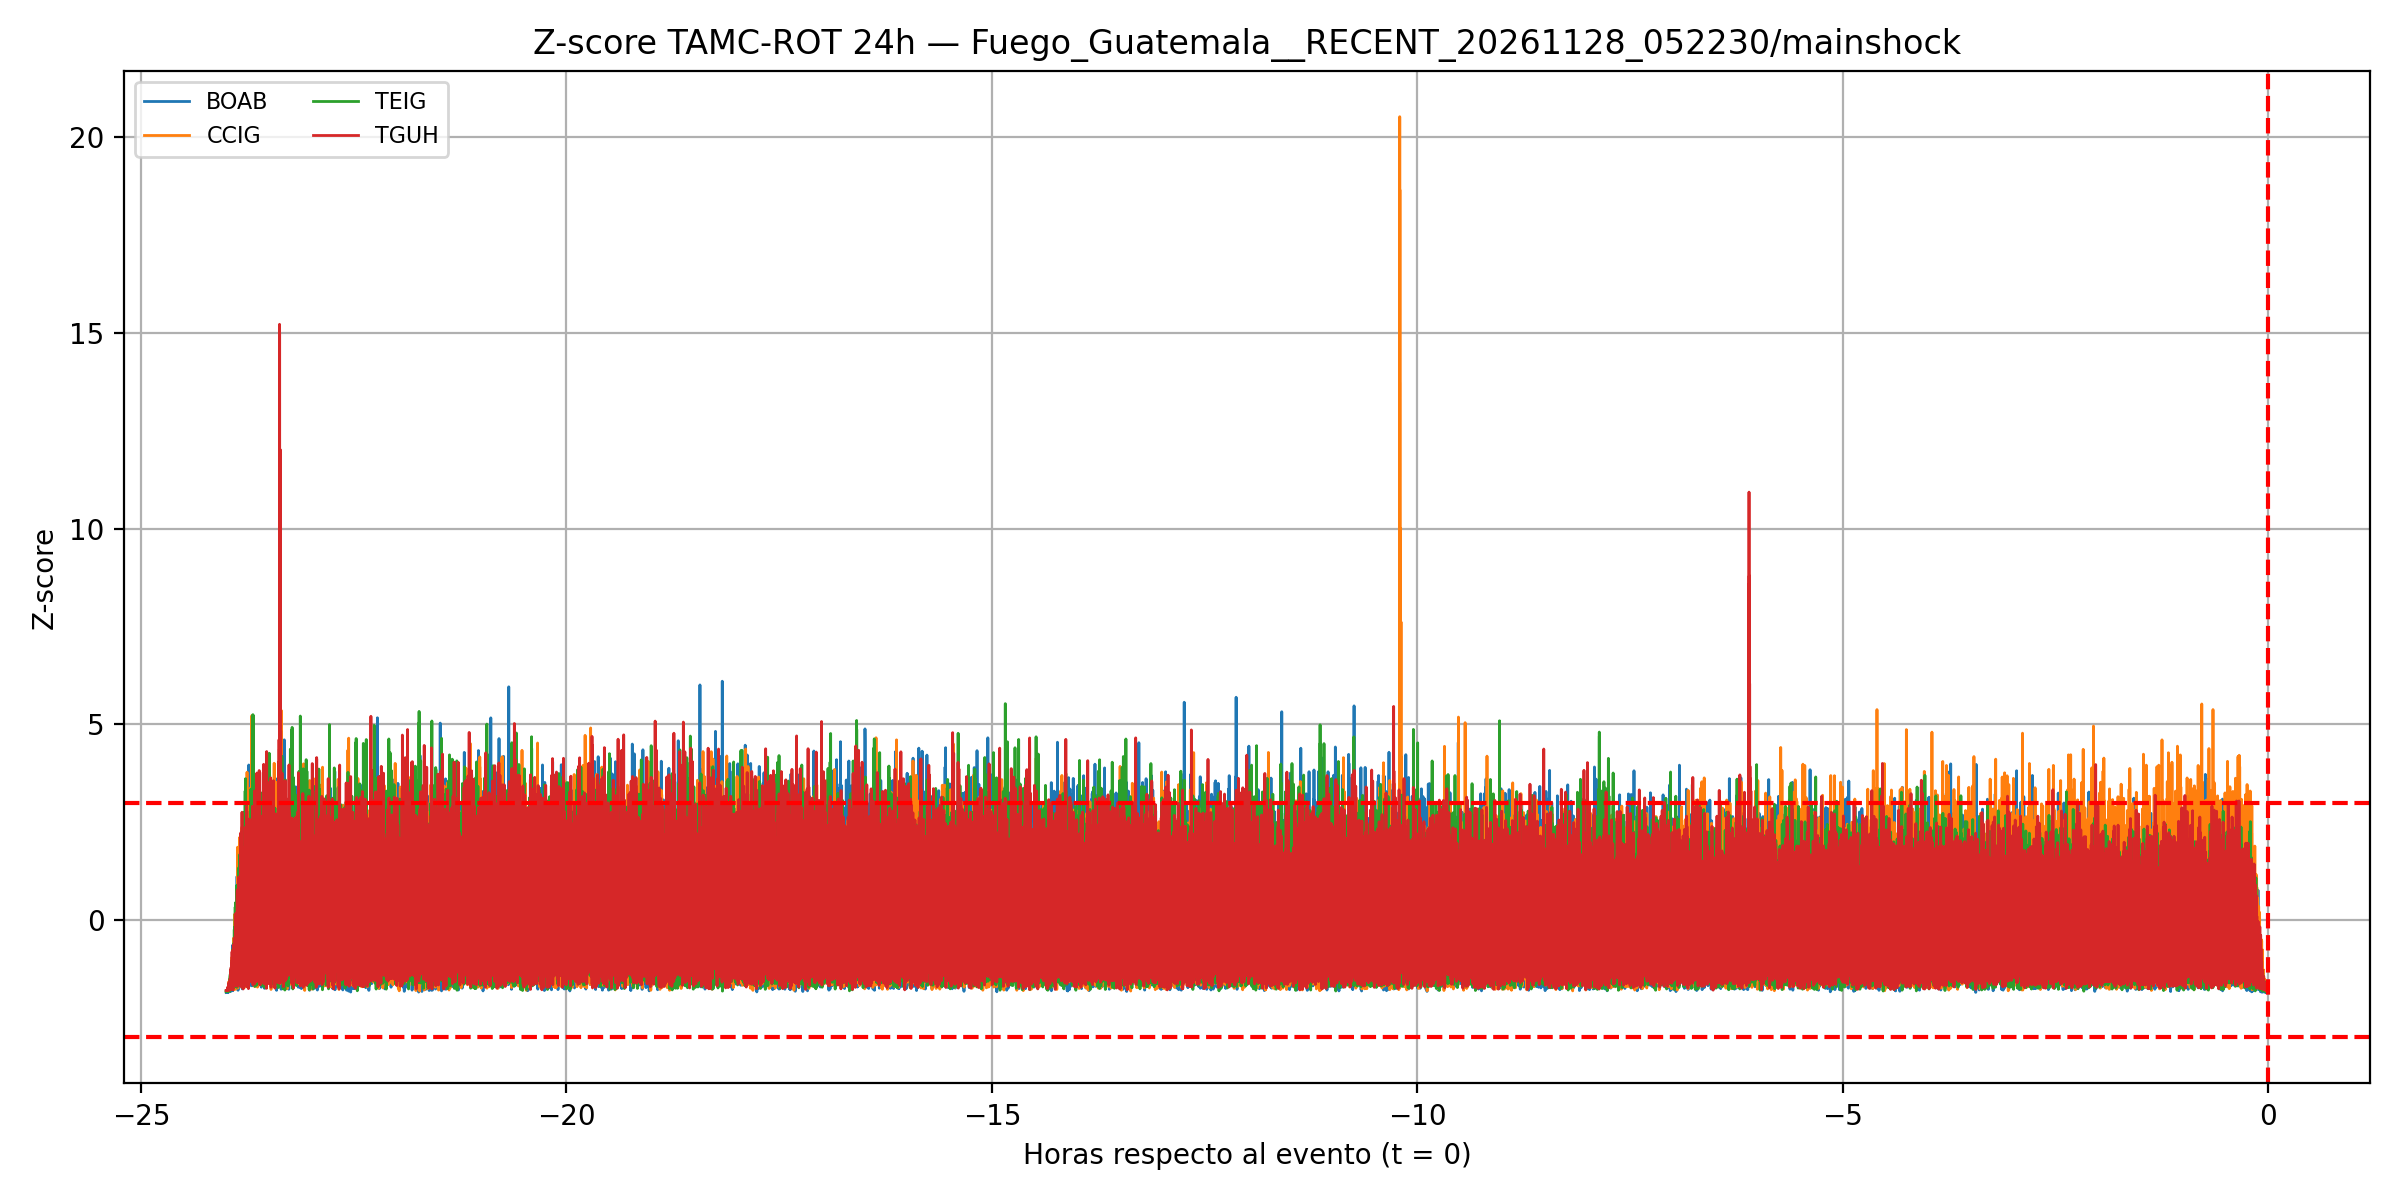 Z-score TAMC-ROT 24h — Fuego_Guatemala__RECENT_20261128_052230/mainshock
BOAB
CCIG
TEIG
TGUH
20
15
10
5
0
Z-score
−25
−20
−15
−10
−5
0
Horas respecto al evento (t = 0)